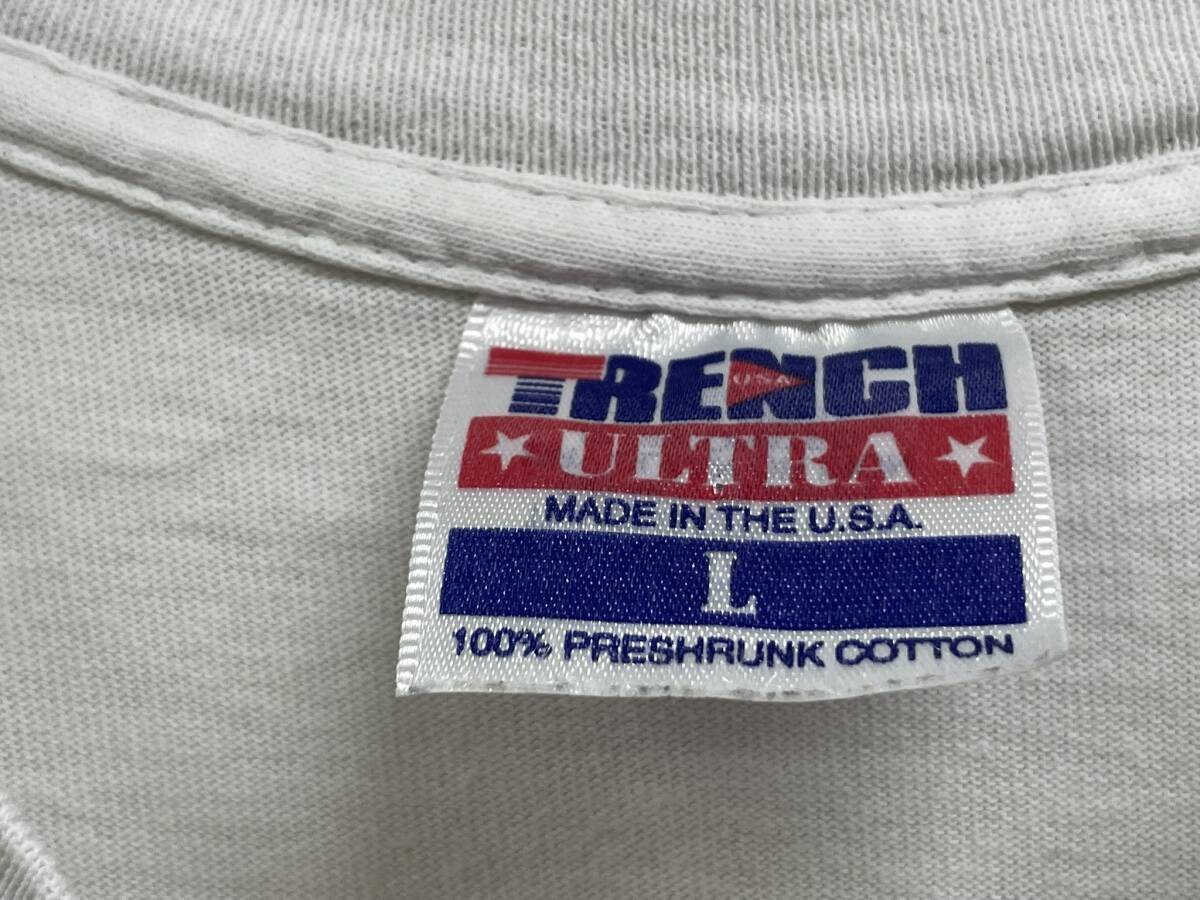 TRENCH
USA
ULTRA
MADE IN THE U.S.A.
L
100% PRESHRUNK COTTON